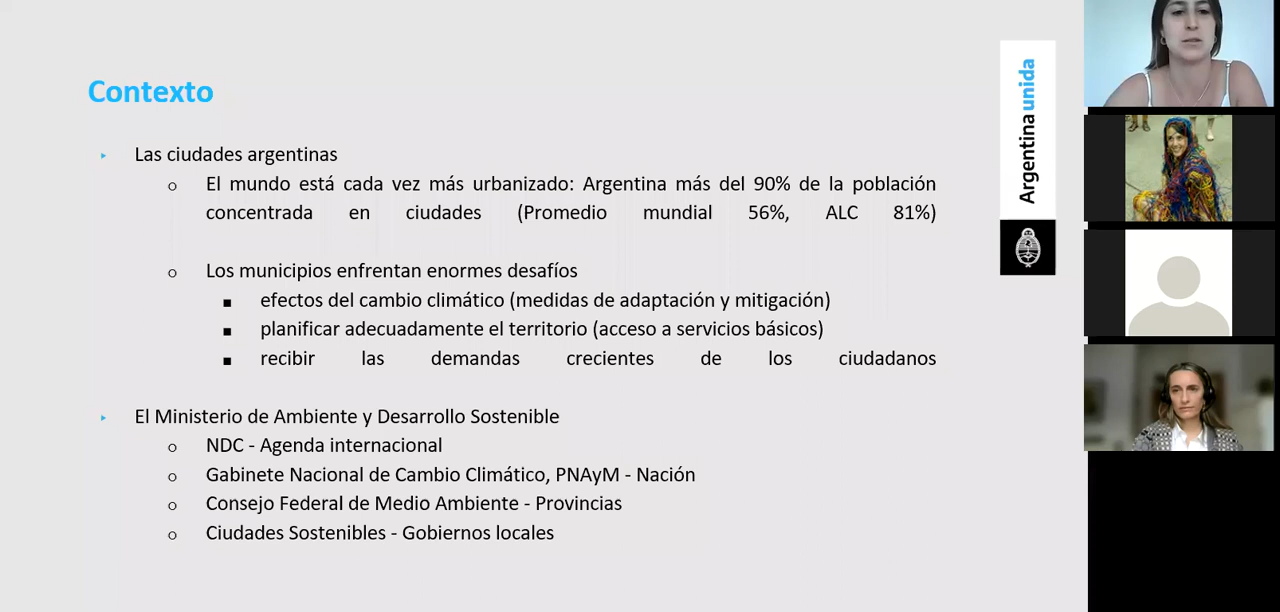 Contexto
Las ciudades argentinas
El mundo está cada vez más urbanizado: Argentina más del 90% de la población
concentrada en ciudades (Promedio mundial 56%, ALC 81%)
Los municipios enfrentan enormes desafíos
efectos del cambio climático (medidas de adaptación y mitigación)
planificar adecuadamente el territorio (acceso a servicios básicos)
recibir las demandas crecientes de los ciudadanos
El Ministerio de Ambiente y Desarrollo Sostenible
NDC - Agenda internacional
Gabinete Nacional de Cambio Climático, PNAyM - Nación
Consejo Federal de Medio Ambiente - Provincias
Ciudades Sostenibles - Gobiernos locales
Argentina unida